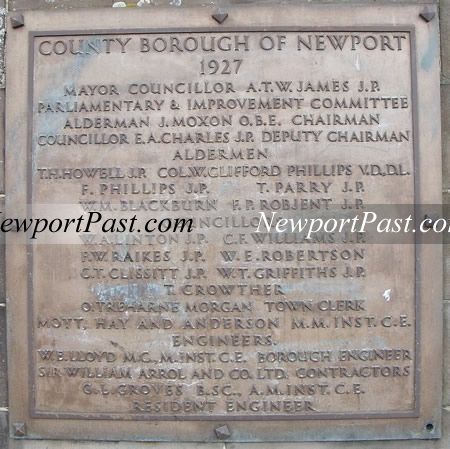 COUNTY BOROUGH OF NEWPORT
1927
MAYOR COUNCILLOR A.T.W. JAMES J.P.
PARLIAMENTARY & IMPROVEMENT COMMITTEE
ALDERMAN J. MOXON O.B.E. CHAIRMAN
COUNCILLOR E.A. CHARLES J.P. DEPUTY CHAIRMAN
ALDERMEN
T.H. HOWELL J.P. COL. W. CLIFFORD PHILLIPS V.D., D.L.
F. PHILLIPS J.P. T. PARRY J.P.
W.M. BLACKBURN F.P. ROBJENT J.P.
NewportPast.com NewportPast.com
W.A. LINTON J.P. C.F. WILLIAMS J.P.
F.W. RAIKES J.P. W.E. ROBERTSON
C.T. CLISSITT J.P. W.T. GRIFFITHS J.P.
T. CROWTHER
O. TREHARNE MORGAN TOWN CLERK
MOTT, HAY AND ANDERSON M.M. INST. C.E.
ENGINEERS.
W.B. LLOYD M.C., M. INST. C.E. BOROUGH ENGINEER
SIR WILLIAM ARROL AND CO. LTD. CONTRACTORS
G.L. GROVES B.SC., A.M. INST. C.E.
RESIDENT ENGINEER